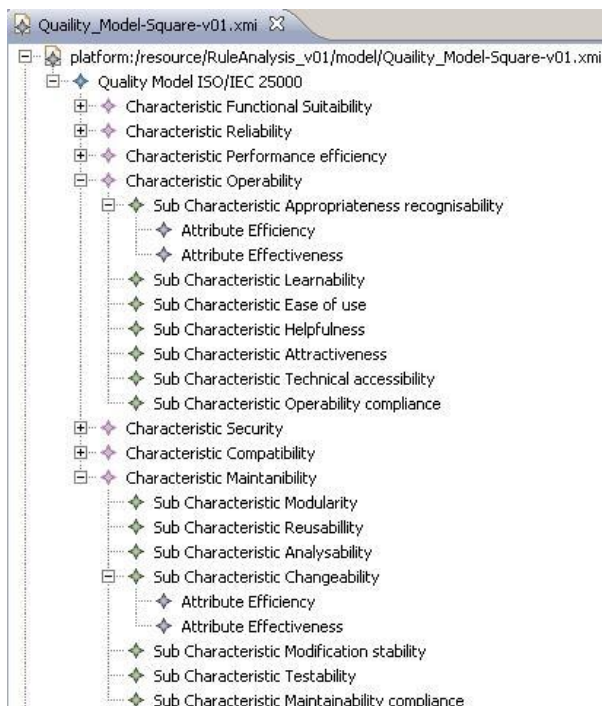 Quaility_Model-Square-v01.xmi
platform:/resource/RuleAnalysis_v01/model/Quaility_Model-Square-v01.xmi
Quality Model ISO/IEC 25000
Characteristic Functional Suitaibility
Characteristic Reliability
Characteristic Performance efficiency
Characteristic Operability
Sub Characteristic Appropriateness recognisability
Attribute Efficiency
Attribute Effectiveness
Sub Characteristic Learnability
Sub Characteristic Ease of use
Sub Characteristic Helpfulness
Sub Characteristic Attractiveness
Sub Characteristic Technical accessibility
Sub Characteristic Operability compliance
Characteristic Security
Characteristic Compatibility
Characteristic Maintanibility
Sub Characteristic Modularity
Sub Characteristic Reusabillity
Sub Characteristic Analysability
Sub Characteristic Changeability
Attribute Efficiency
Attribute Effectiveness
Sub Characteristic Modification stability
Sub Characteristic Testability
Sub Characteristic Maintainability compliance